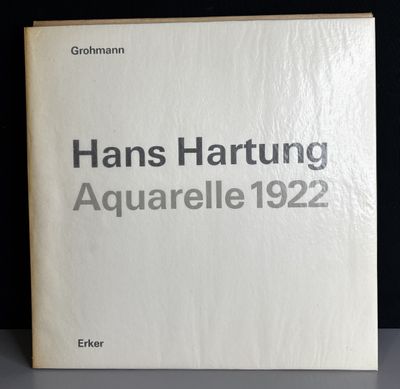 Grohmann
Hans Hartung
Aquarelle 1922
Erker